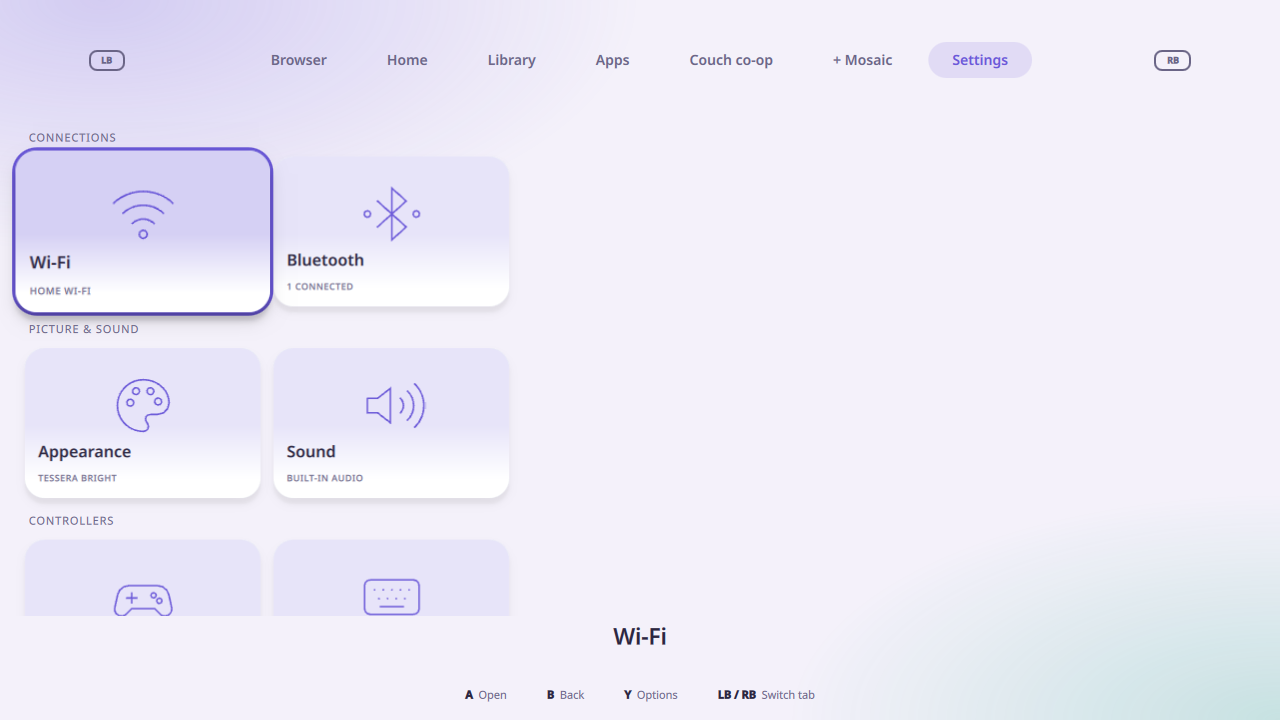 LB Browser Home Library Apps Couch co-op + Mosaic Settings RB
CONNECTIONS
Wi-Fi
HOME WI-FI
Bluetooth
1 CONNECTED
PICTURE & SOUND
Appearance
TESSERA BRIGHT
Sound
BUILT-IN AUDIO
CONTROLLERS
Wi-Fi
A Open B Back Y Options LB / RB Switch tab